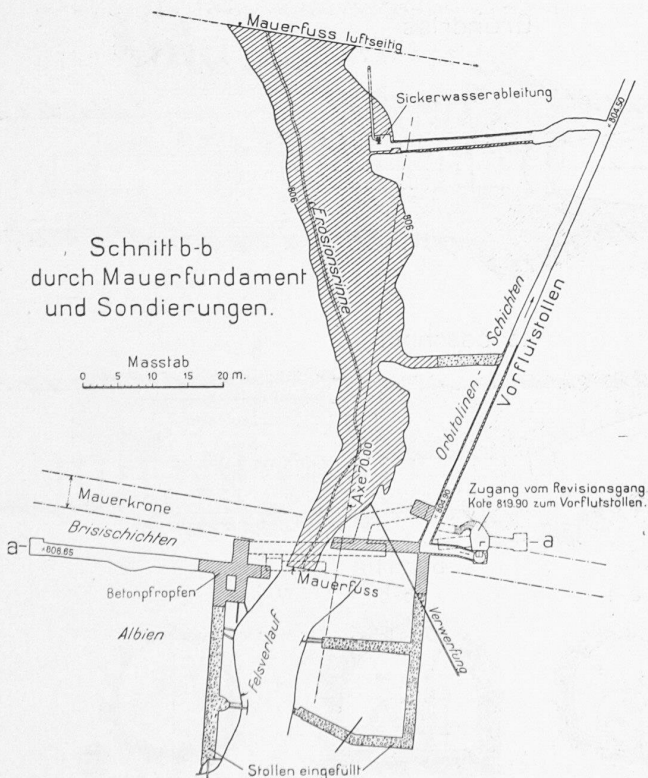 Mauerfuss luftseitig
Sickerwasserableitung
804.50
806
Erosionsrinne
806
Schnitt b-b
durch Mauerfundament
und Sondierungen.
Masstab
0 5 10 15 20 m.
Orbitolinen-Schichten
Vorflutstollen
Axe 70.00
804.90
Zugang vom Revisionsgang.
Kote 819.90 zum Vorflutstollen.
Mauerkrone
Brisischichten
a
806.65
a
Mauerfuss
Betonpfropfen
Albien
Felsverlauf
Verwerfung
Stollen eingefüllt